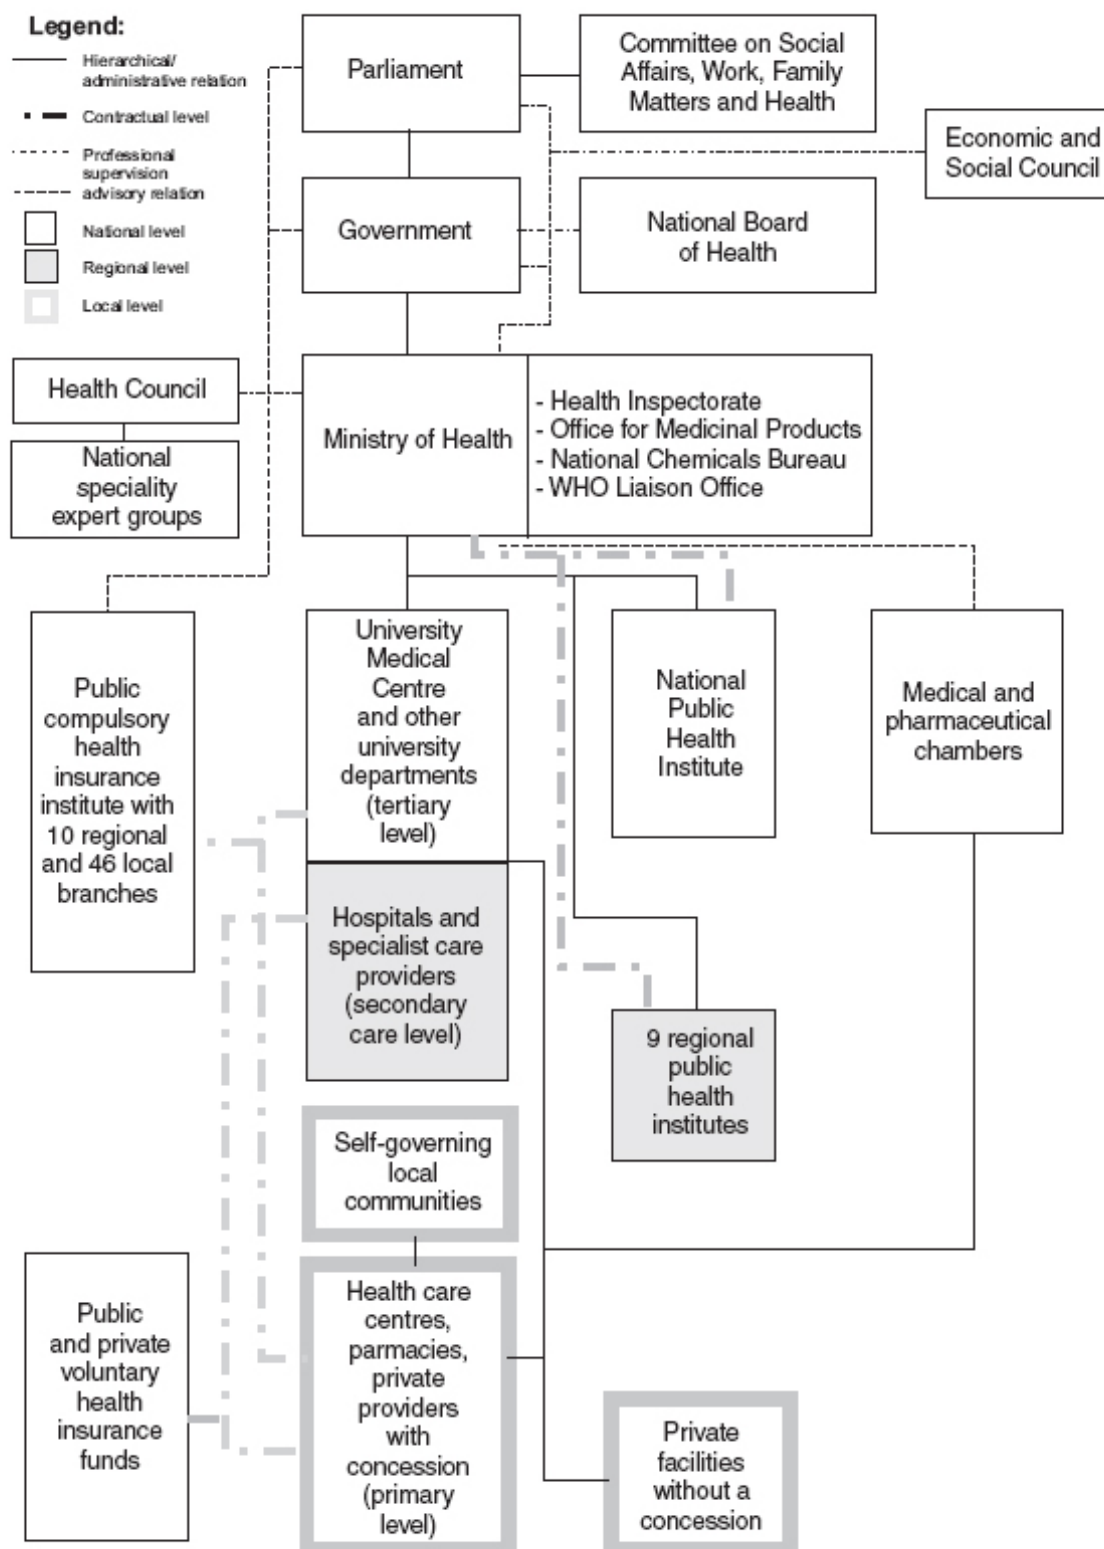 Legend:
Hierarchical/
administrative relation
Contractual level
Professional
supervision
advisory relation
National level
Regional level
Local level
Parliament
Committee on Social
Affairs, Work, Family
Matters and Health
Economic and
Social Council
Government
National Board
of Health
Health Council
National
speciality
expert groups
Ministry of Health
- Health Inspectorate
- Office for Medicinal Products
- National Chemicals Bureau
- WHO Liaison Office
Public
compulsory
health
insurance
institute with
10 regional
and 46 local
branches
University
Medical
Centre
and other
university
departments
(tertiary
level)
National
Public
Health
Institute
Medical and
pharmaceutical
chambers
Hospitals and
specialist care
providers
(secondary
care level)
9 regional
public
health
institutes
Self-governing
local
communities
Public
and private
voluntary
health
insurance
funds
Health care
centres,
parmacies,
private
providers
with
concession
(primary
level)
Private
facilities
without a
concession